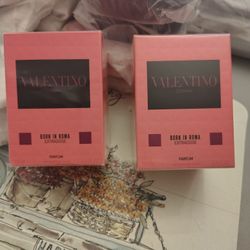 VALENTINO
BORN IN ROMA
EXTRADOSE
PARFUM
VALENTINO
BORN IN ROMA
EXTRADOSE
PARFUM